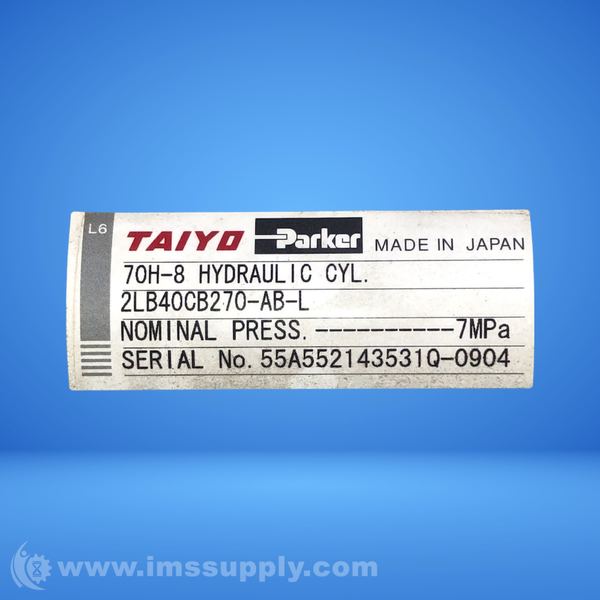 L6
TAIYO Parker MADE IN JAPAN
70H-8 HYDRAULIC CYL.
2LB40CB270-AB-L
NOMINAL PRESS.----------7MPa
SERIAL No. 55A552143531Q-0904
www.imssupply.com